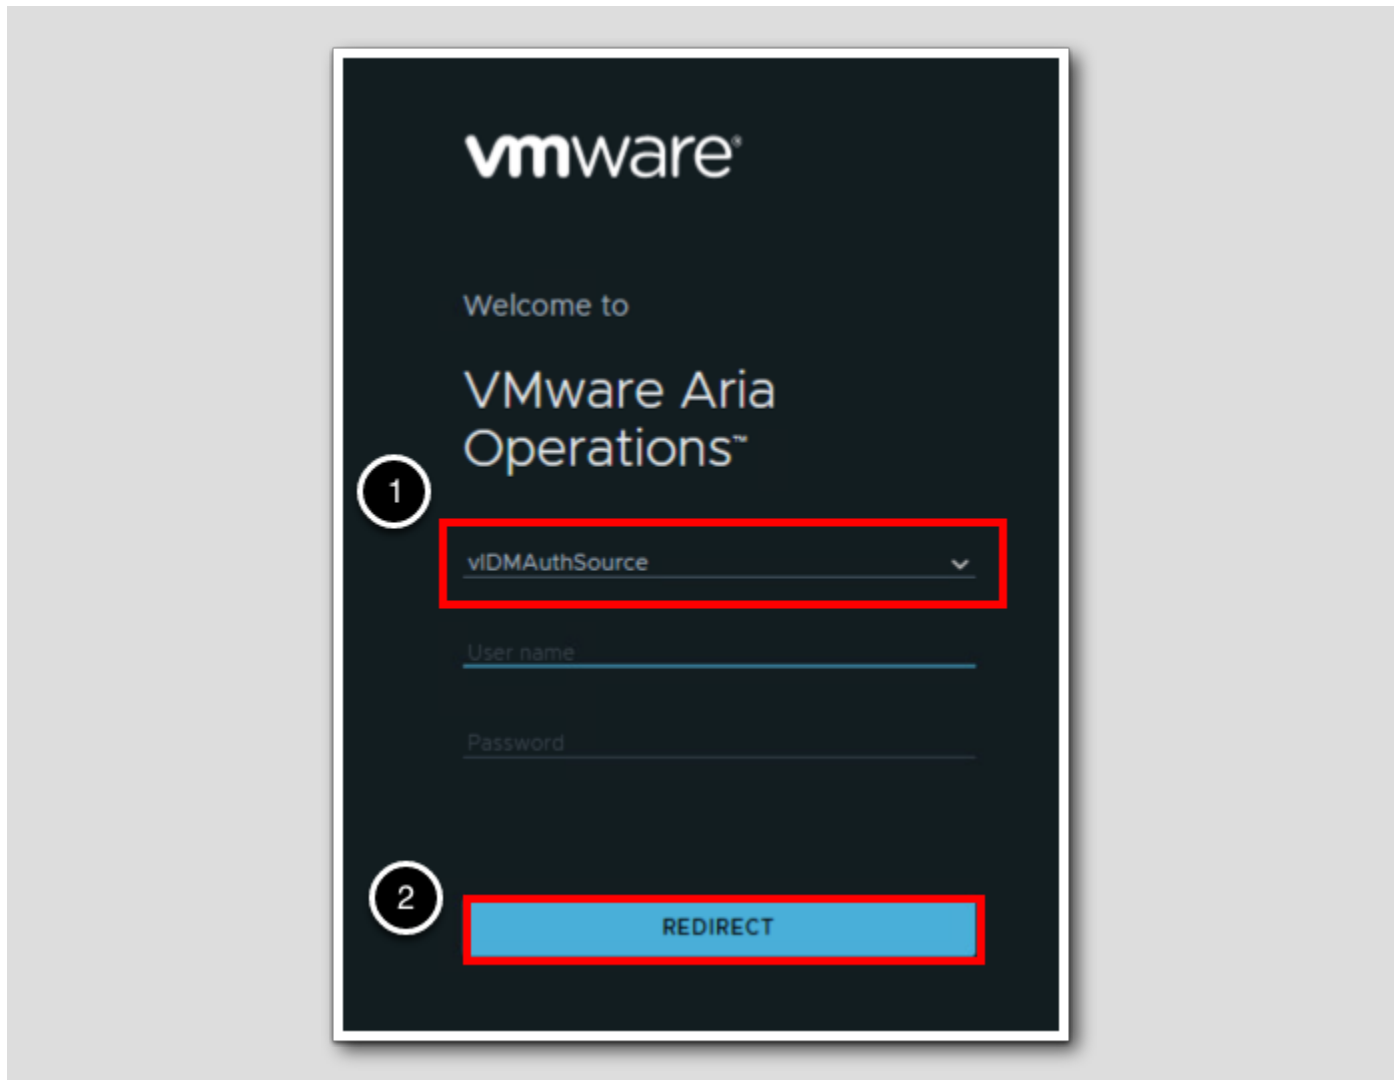 vmware®
Welcome to
VMware Aria
Operations™
1
vIDMAuthSource
User name
Password
2
REDIRECT